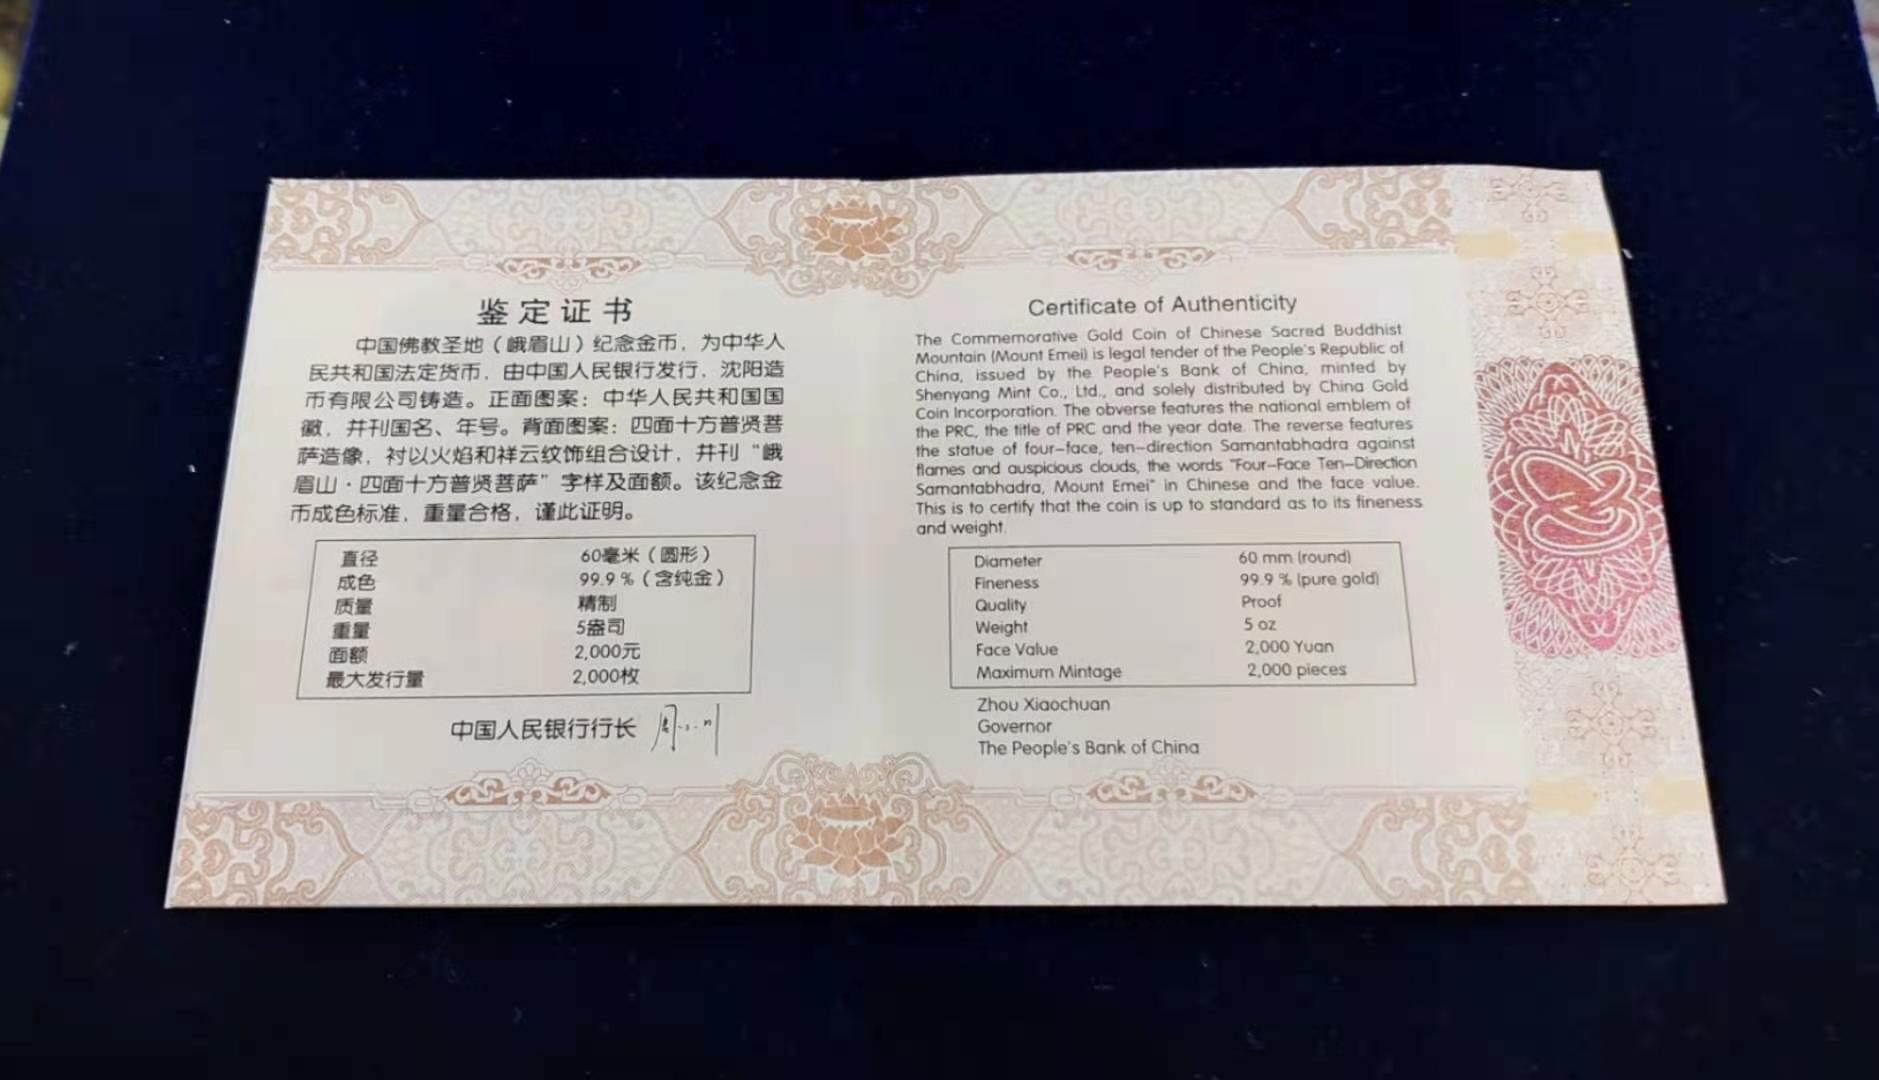 鉴定证书
中国佛教圣地（峨眉山）纪念金币，为中华人
民共和国法定货币，由中国人民银行发行，沈阳造
币有限公司铸造。正面图案：中华人民共和国国
徽，并刊国名、年号。背面图案：四面十方普贤菩
萨造像，衬以火焰和祥云纹饰组合设计，并刊“峨
眉山·四面十方普贤菩萨”字样及面额。该纪念金
币成色标准，重量合格，谨此证明。
直径 60毫米（圆形）
成色 99.9 %（含纯金）
质量 精制
重量 5盎司
面额 2,000元
最大发行量 2,000枚
中国人民银行行长
Certificate of Authenticity
The Commemorative Gold Coin of Chinese Sacred Buddhist
Mountain (Mount Emei) is legal tender of the People's Republic of
China, issued by the People's Bank of China, minted by
Shenyang Mint Co., Ltd., and solely distributed by China Gold
Coin Incorporation. The obverse features the national emblem of
the PRC, the title of PRC and the year date. The reverse features
the statue of four-face, ten-direction Samantabhadra against
flames and auspicious clouds, the words "Four-Face Ten-Direction
Samantabhadra, Mount Emei" in Chinese and the face value.
This is to certify that the coin is up to standard as to its fineness
and weight.
Diameter 60 mm (round)
Fineness 99.9 % (pure gold)
Quality Proof
Weight 5 oz
Face Value 2,000 Yuan
Maximum Mintage 2,000 pieces
Zhou Xiaochuan
Governor
The People's Bank of China